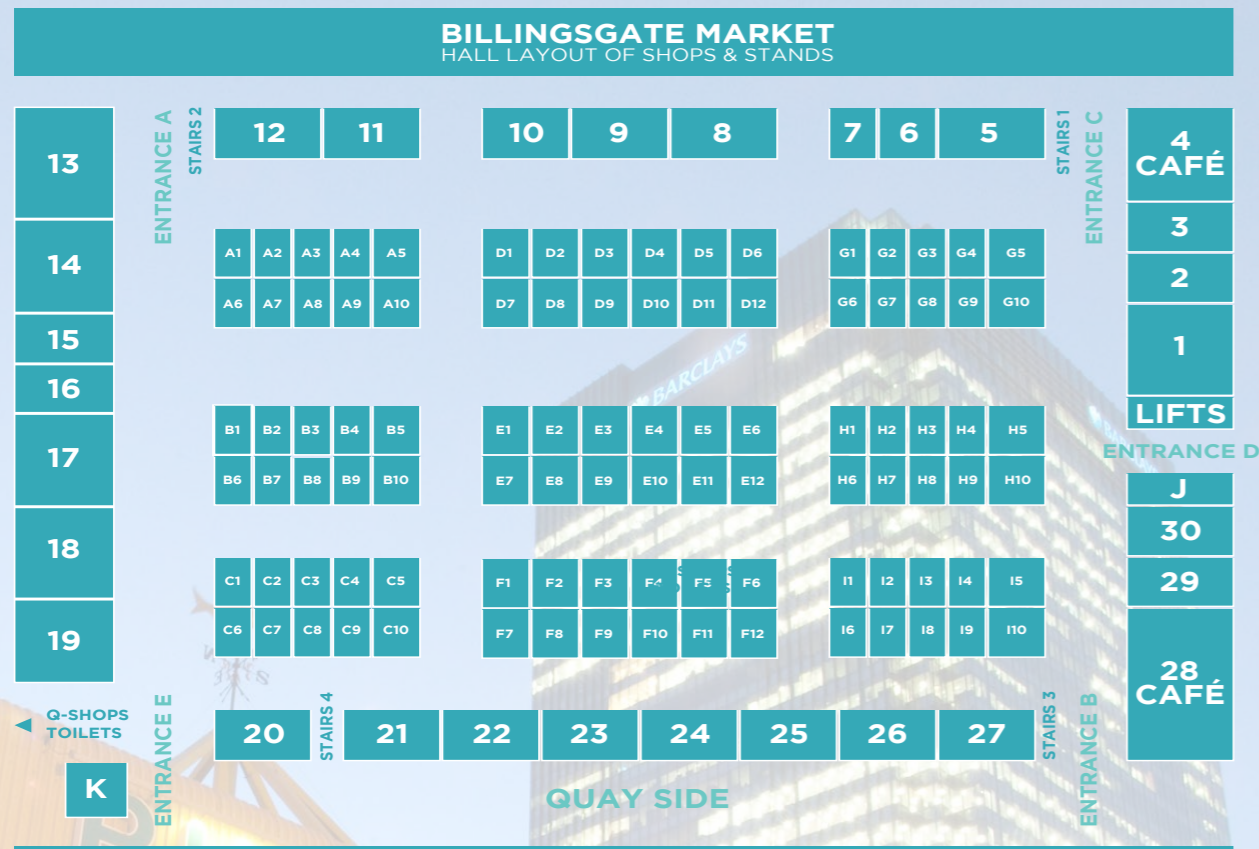 BILLINGSGATE MARKET
HALL LAYOUT OF SHOPS & STANDS
ENTRANCE A
STAIRS 2
12 11 10 9 8 7 6 5
STAIRS 1
ENTRANCE C
4
CAFÉ
13
3
14
2
15
1
16
LIFTS
17
ENTRANCE D
18
J
19
30
29
28
CAFÉ
A1 A2 A3 A4 A5 D1 D2 D3 D4 D5 D6 G1 G2 G3 G4 G5
A6 A7 A8 A9 A10 D7 D8 D9 D10 D11 D12 G6 G7 G8 G9 G10
BARCLAYS
B1 B2 B3 B4 B5 E1 E2 E3 E4 E5 E6 H1 H2 H3 H4 H5
B6 B7 B8 B9 B10 E7 E8 E9 E10 E11 E12 H6 H7 H8 H9 H10
C1 C2 C3 C4 C5 F1 F2 F3 F4 F5 F6 I1 I2 I3 I4 I5
C6 C7 C8 C9 C10 F7 F8 F9 F10 F11 F12 I6 I7 I8 I9 I10
Q-SHOPS
TOILETS
K
ENTRANCE E
20
STAIRS 4
21 22 23 24 25 26 27
STAIRS 3
ENTRANCE B
QUAY SIDE